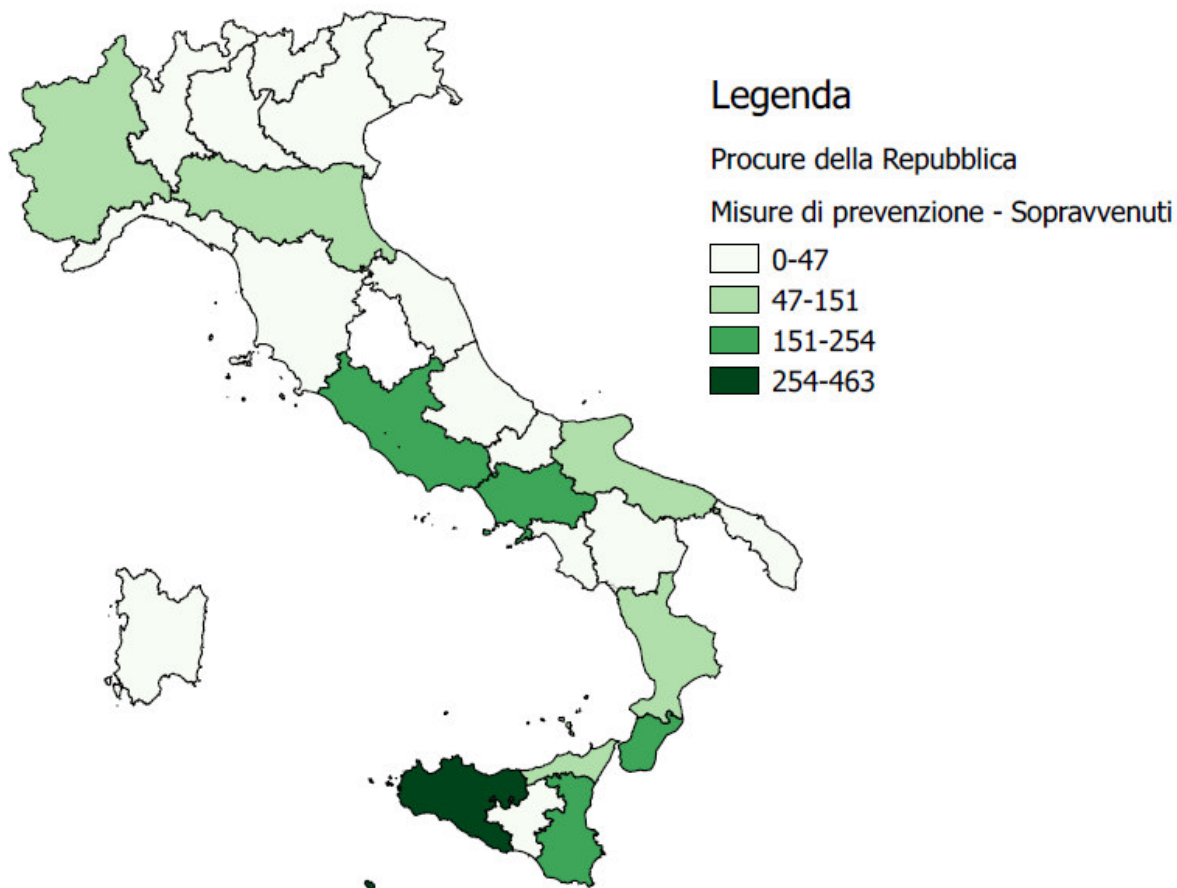 Legenda
Procure della Repubblica
Misure di prevenzione - Sopravvenuti
0-47
47-151
151-254
254-463